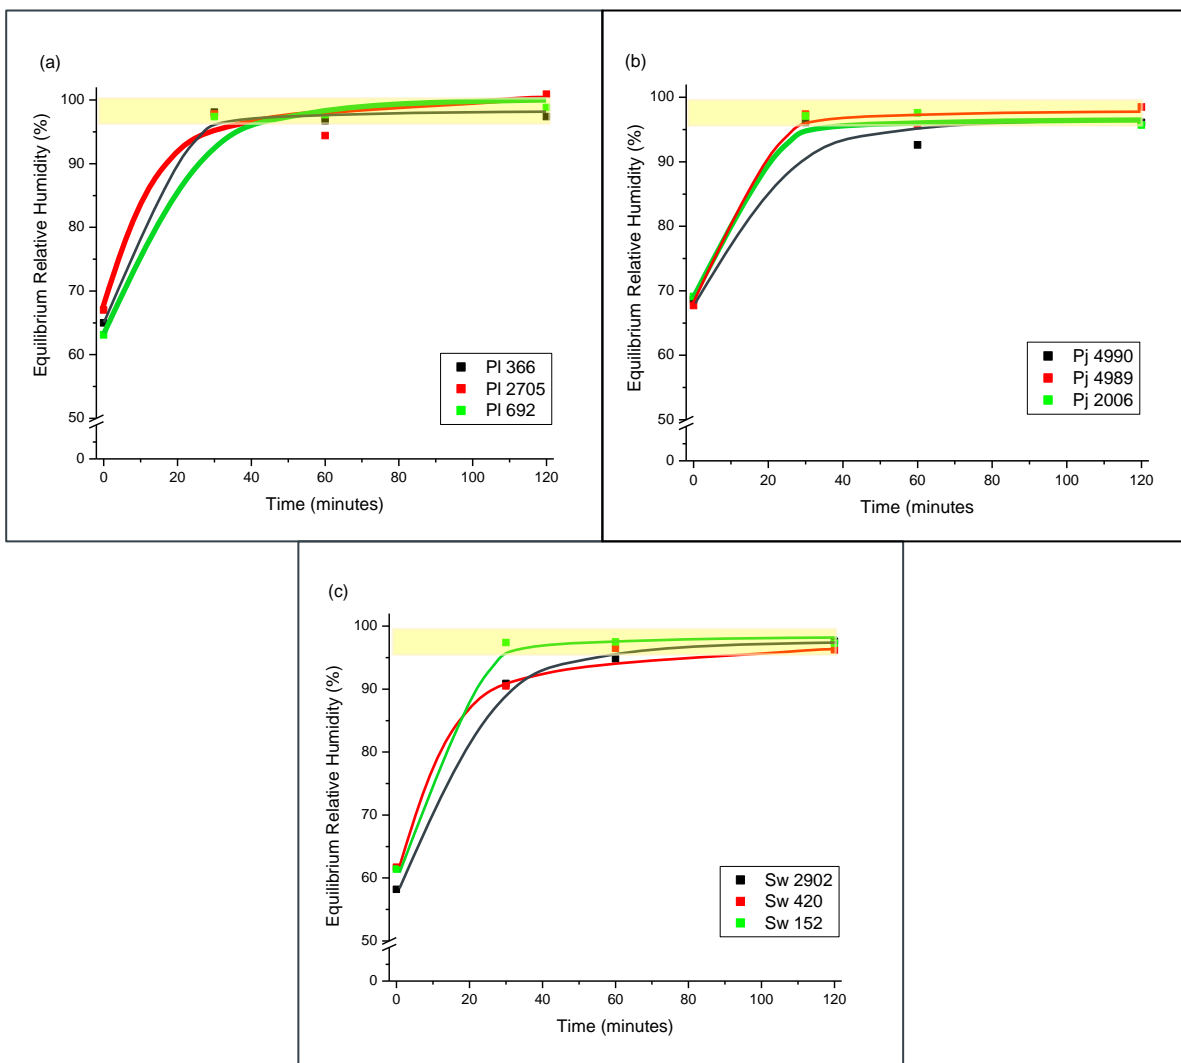 (a)
Equilibrium Relative Humidity (%)
100
90
80
70
60
50
0
0 20 40 60 80 100 120
Time (minutes)
Pl 366
Pl 2705
Pl 692
(b)
Equilibrium Relative Humidity (%)
100
90
80
70
60
50
0
0 20 40 60 80 100 120
Time (minutes
Pj 4990
Pj 4989
Pj 2006
(c)
Equilibrium Relative Humidity (%)
100
90
80
70
60
50
0
0 20 40 60 80 100 120
Time (minutes)
Sw 2902
Sw 420
Sw 152